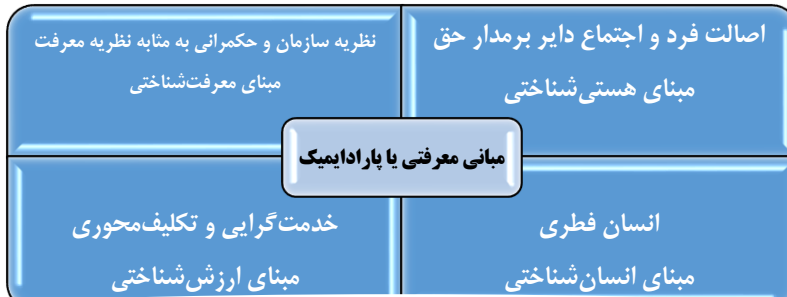 اصالت فرد و اجتماع دایر برمدار حق
مبنای هستی‌شناختی
نظریه سازمان و حکمرانی به مثابه نظریه معرفت
مبنای معرفت‌شناختی
مبانی معرفتی یا پارادایمیک
انسان فطری
مبنای انسان‌شناختی
خدمت‌گرایی و تکلیف‌محوری
مبنای ارزش‌شناختی